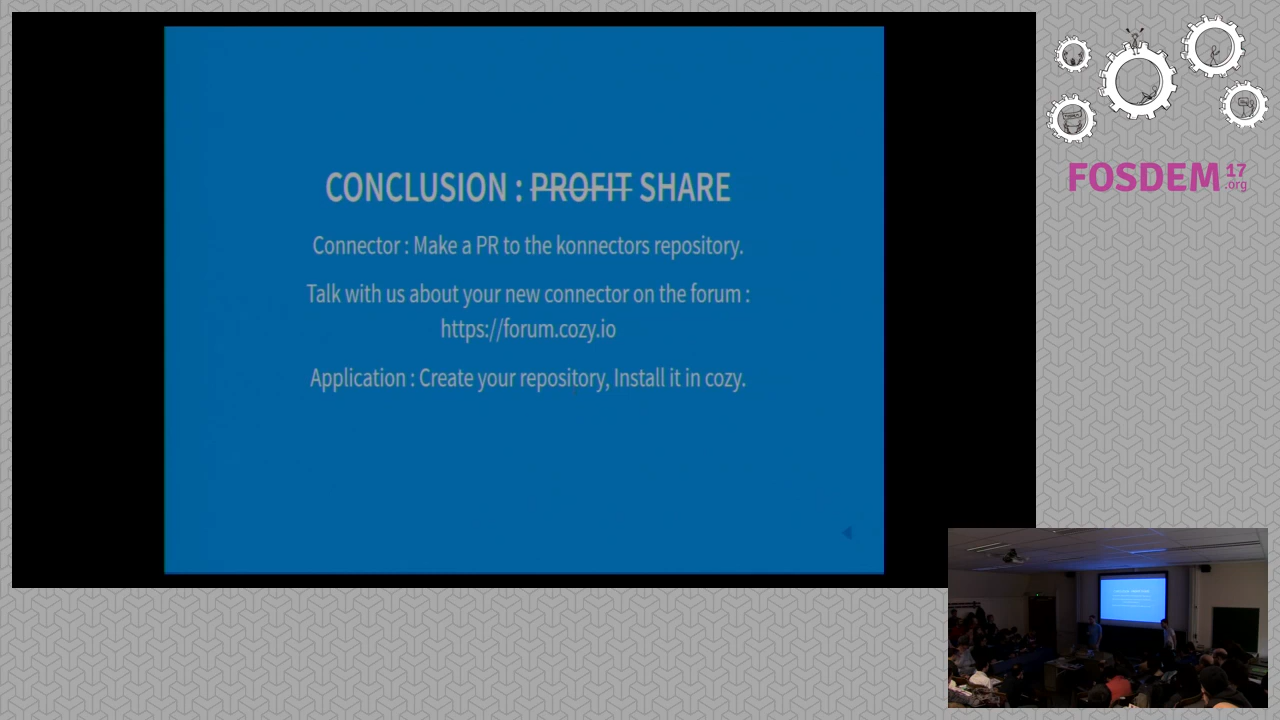 CONCLUSION : PROFIT SHARE
Connector : Make a PR to the konnectors repository.
Talk with us about your new connector on the forum :
https://forum.cozy.io
Application : Create your repository, Install it in cozy.
FOSDEM 17
.org